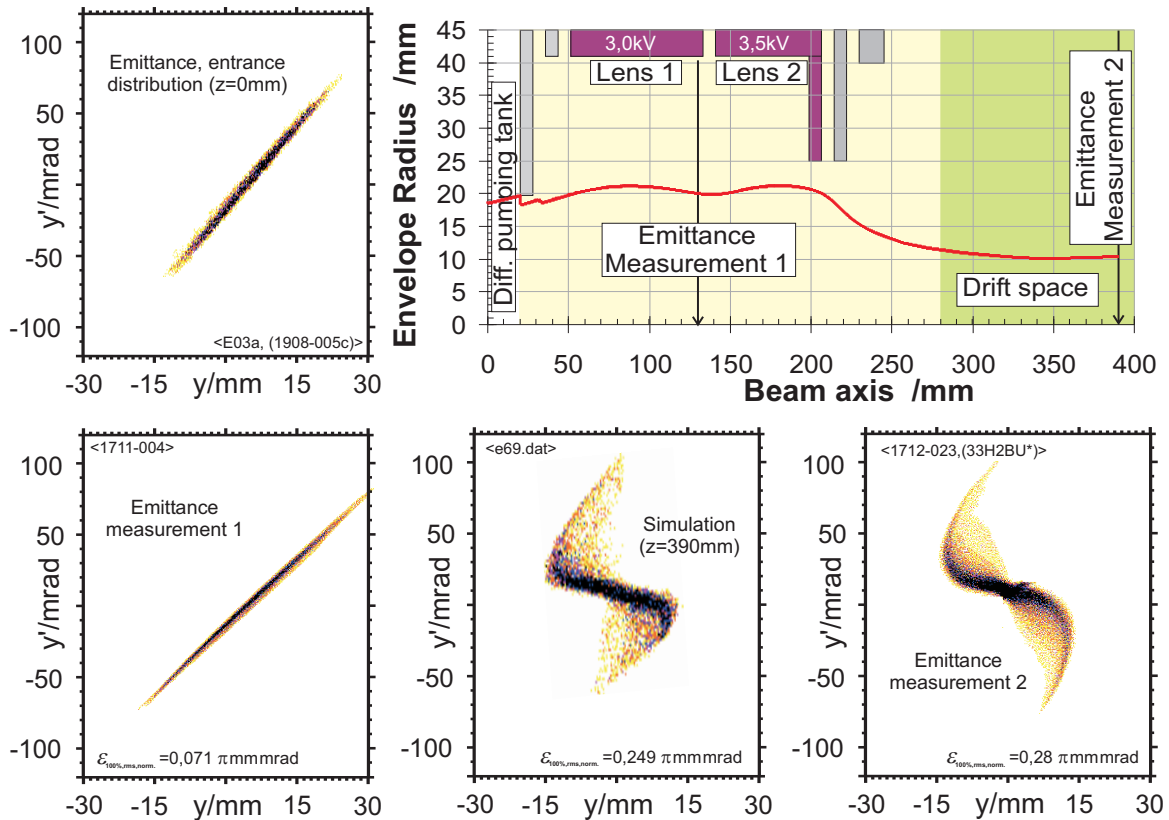 100
50
0
-50
-100
y'/mrad
Emittance, entrance
distribution (z=0mm)
<E03a, (1908-005c)>
-30
-15
y/mm
15
30
Envelope Radius /mm
45
40
35
30
25
20
15
10
5
0
3,0kV
3,5kV
Lens 1
Lens 2
Diff. pumping tank
Emittance
Measurement 1
Emittance
Measurement 2
Drift space
0
50
100
150
200
250
300
350
400
Beam axis /mm
<1711-004>
100
50
0
-50
-100
y'/mrad
Emittance
measurement 1
ε100%,rms,norm. =0,071 πmmmrad
-30
-15
y/mm
15
30
<e69.dat>
100
50
0
-50
-100
y'/mrad
Simulation
(z=390mm)
ε100%,rms,norm. =0,249 πmmmrad
-30
-15
y/mm
15
30
<1712-023,(33H2BU*)>
100
50
0
-50
-100
y'/mrad
Emittance
measurement 2
ε100%,rms,norm. =0,28 πmmmrad
-30
-15
y/mm
15
30